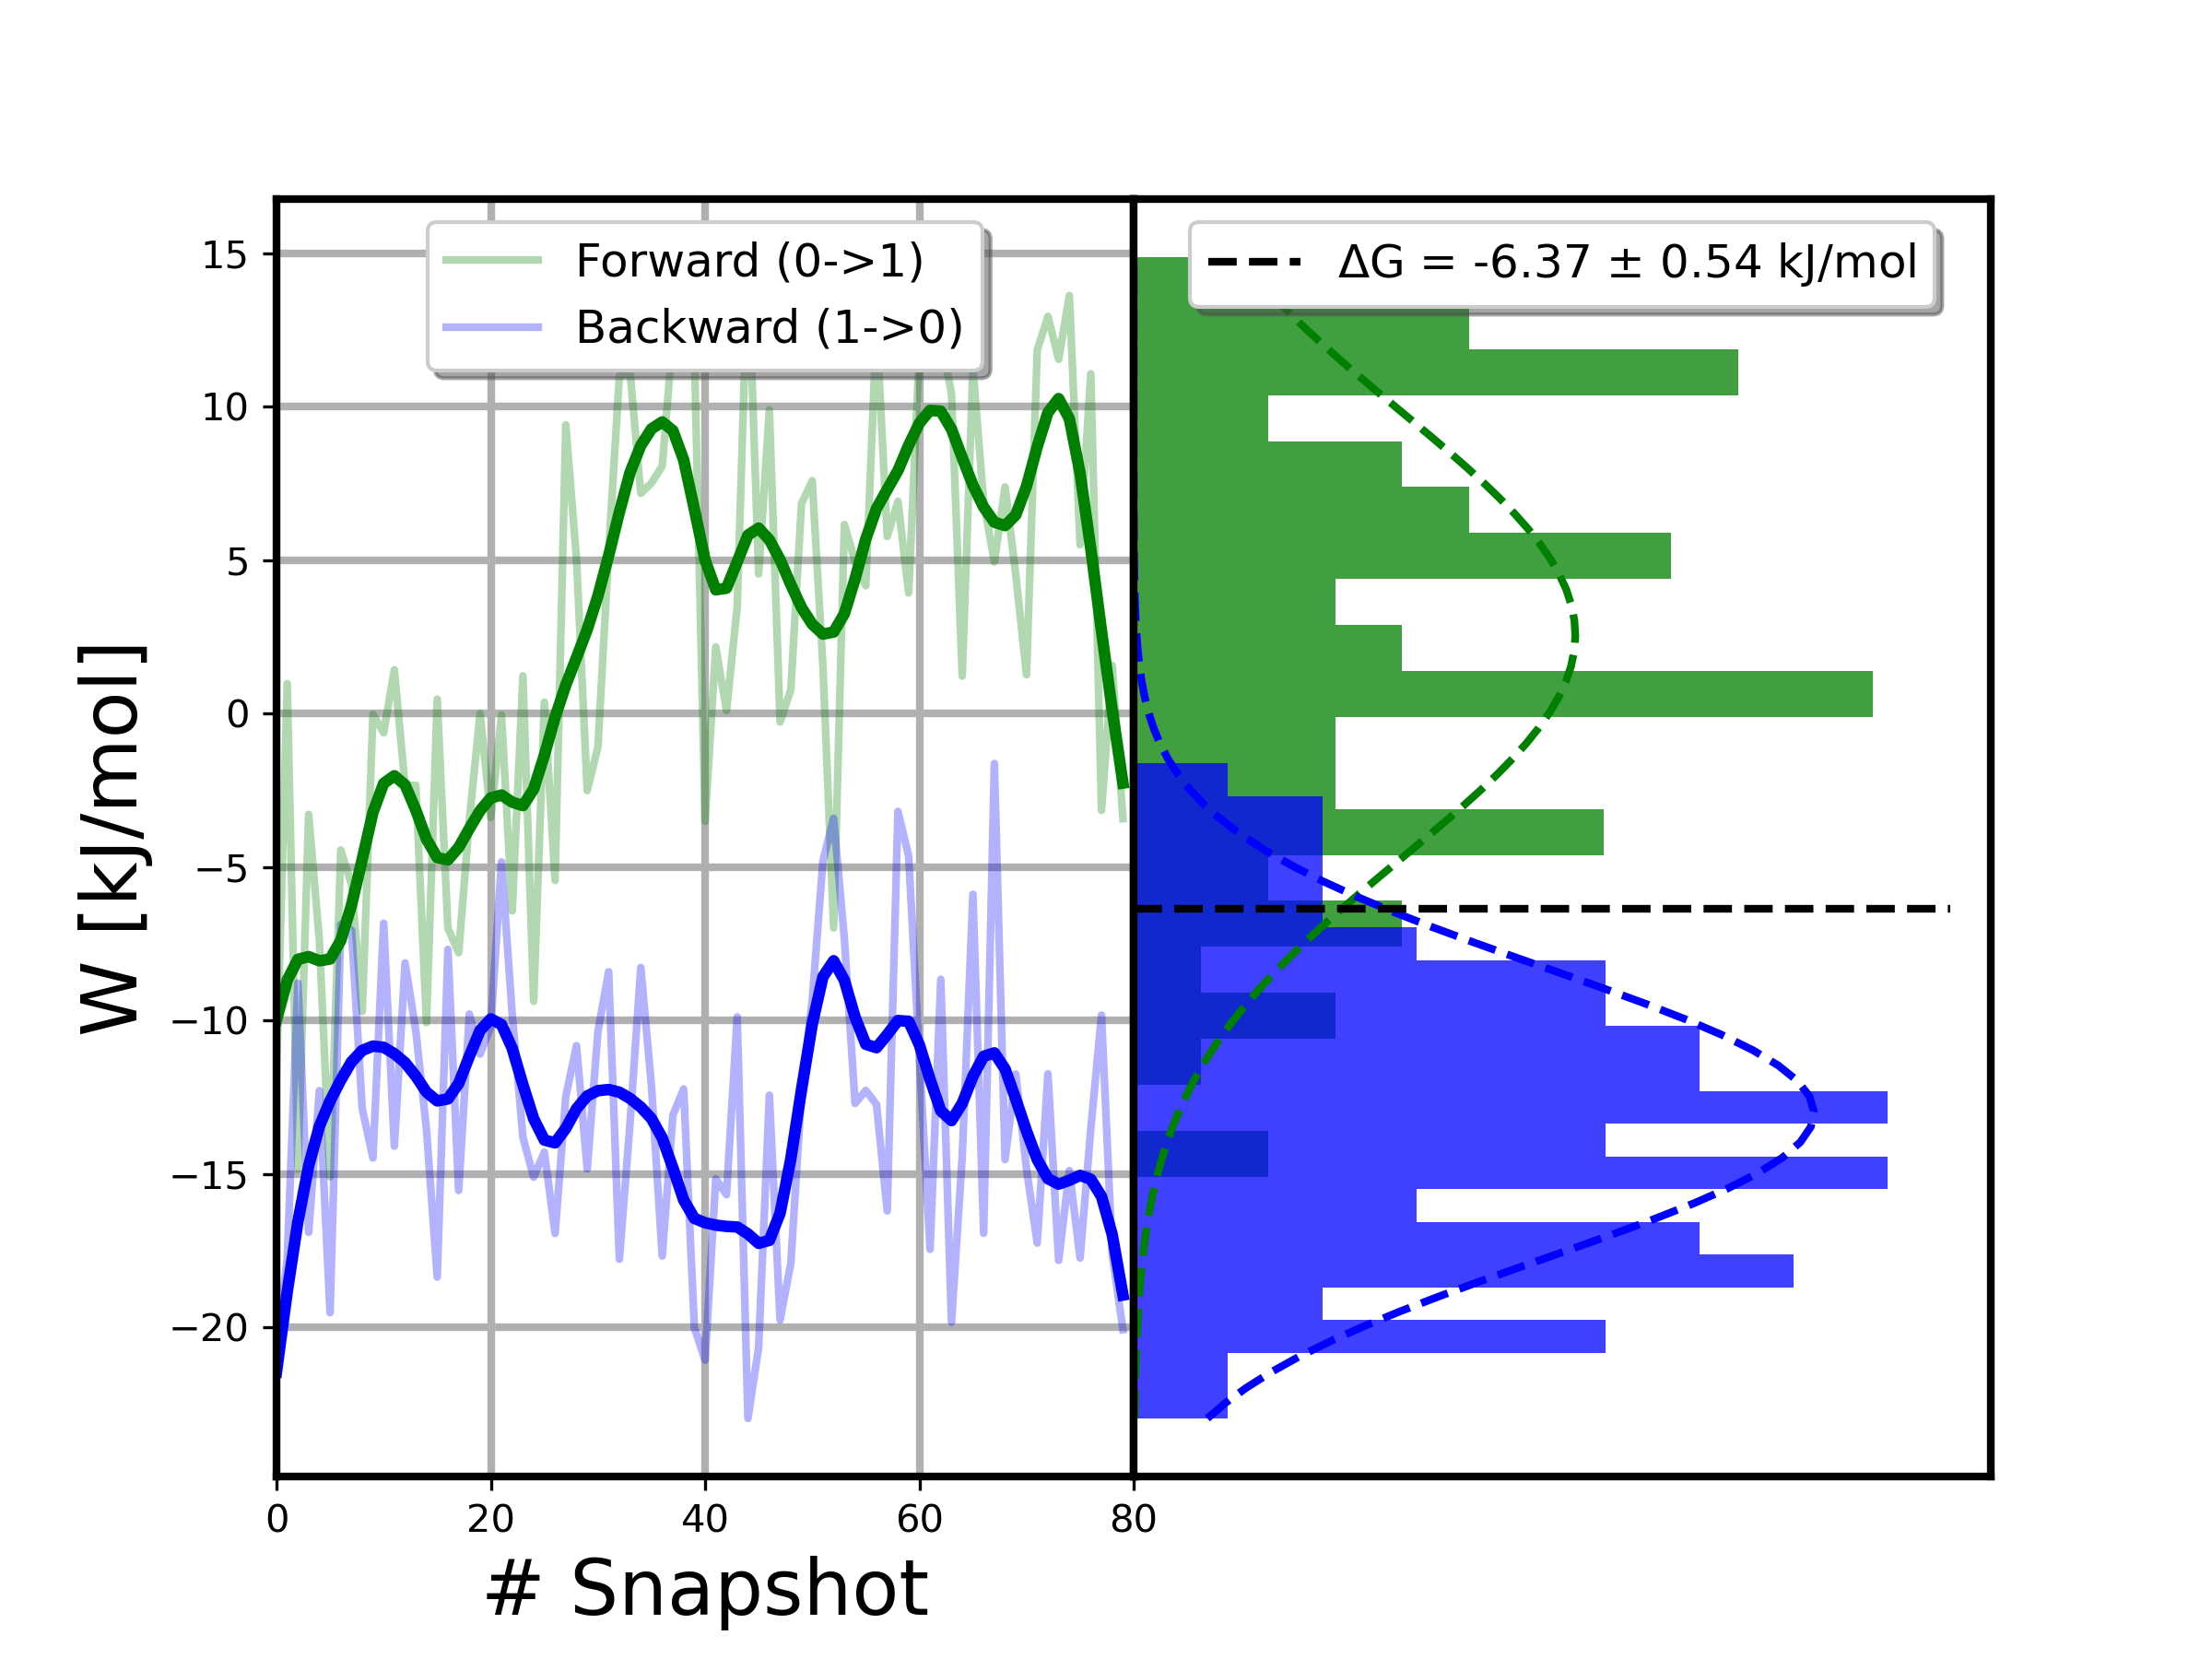 Forward (0->1)
Backward (1->0)
ΔG = -6.37 ± 0.54 kJ/mol
W [kJ/mol]
15
10
5
0
−5
−10
−15
−20
0 20 40 60 80
# Snapshot